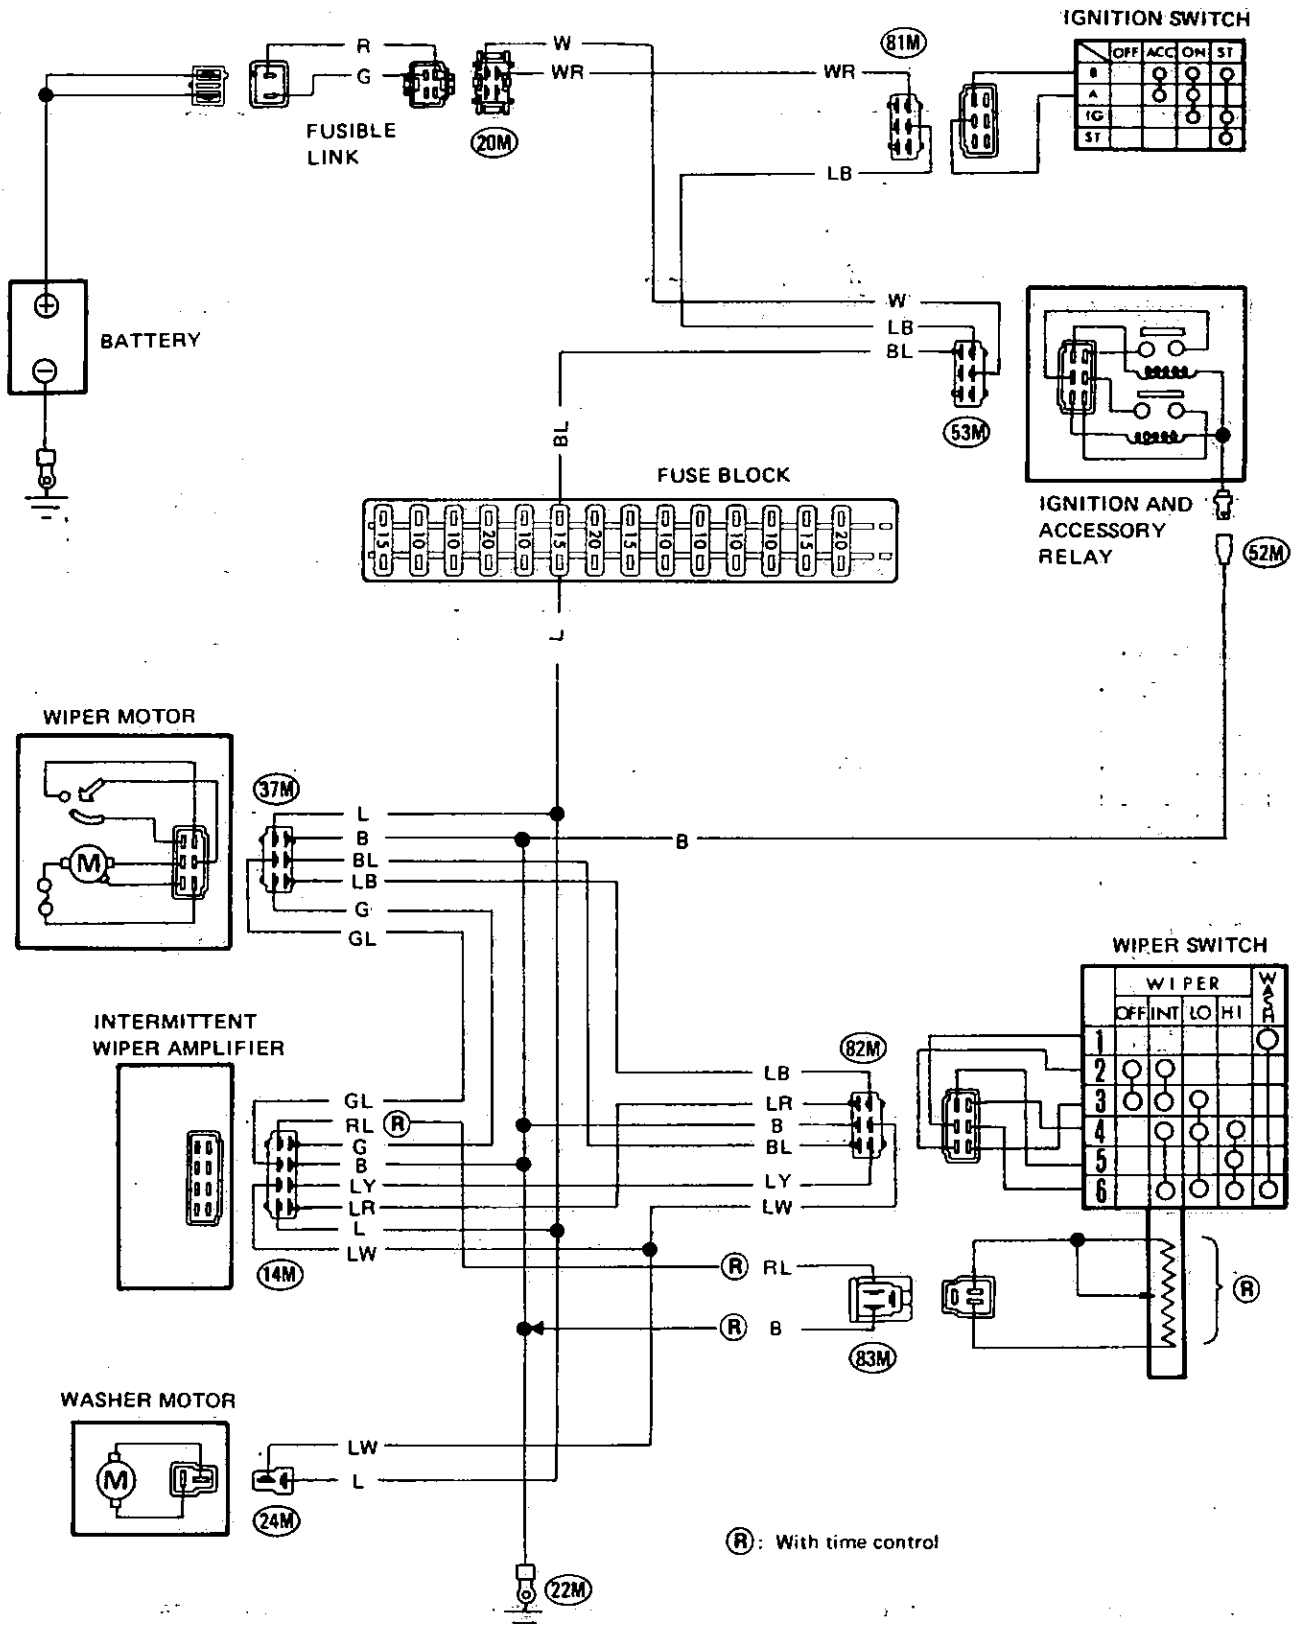 IGNITION SWITCH
OFF ACC ON ST
B
A
IG
ST
81M
R
G
W
WR
WR
FUSIBLE
LINK
20M
LB
BATTERY
W
LB
BL
BL
53M
IGNITION AND
ACCESSORY
RELAY
52M
FUSE BLOCK
15 10 10 20 10 15 20 15 10 10 10 15 20
L
WIPER MOTOR
M
37M
L
B
BL
LB
G
GL
B
WIPER SWITCH
WIPER
WASH
OFF INT LO HI
1
2
3
4
5
6
INTERMITTENT
WIPER AMPLIFIER
82M
GL
RL R
G
B
LY
LR
L
LW
14M
LB
LR
B
BL
LY
LW
R RL
R B
83M
R
WASHER MOTOR
M
LW
L
24M
22M
R : With time control